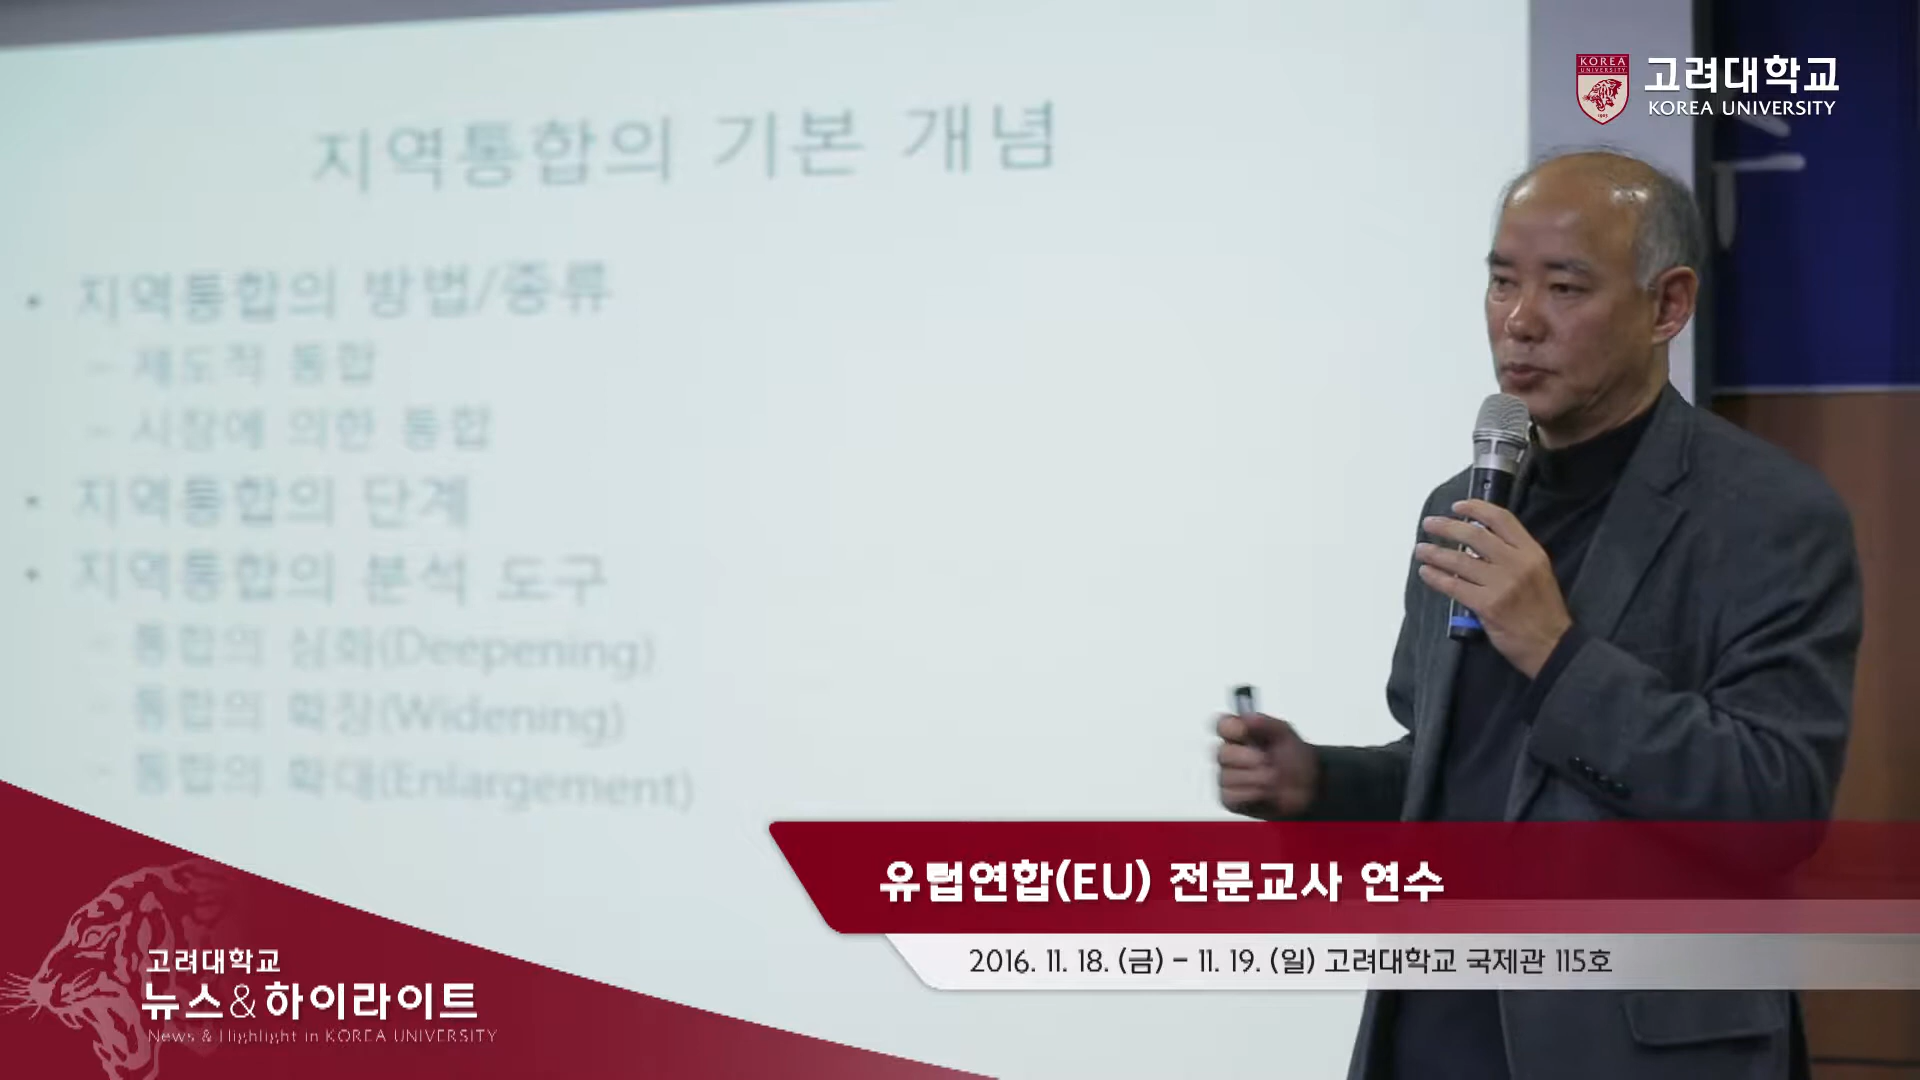 KOREA
UNIVERSITY
1905
고려대학교
KOREA UNIVERSITY
지역통합의 기본 개념
• 지역통합의 방법/종류
– 제도적 통합
– 시장에 의한 통합
• 지역통합의 단계
• 지역통합의 분석 도구
– 통합의 심화(Deepening)
– 통합의 확장(Widening)
– 통합의 확대(Enlargement)
유럽연합(EU) 전문교사 연수
2016. 11. 18. (금) – 11. 19. (일) 고려대학교 국제관 115호
고려대학교
뉴스&하이라이트
News & Highlight in KOREA UNIVERSITY